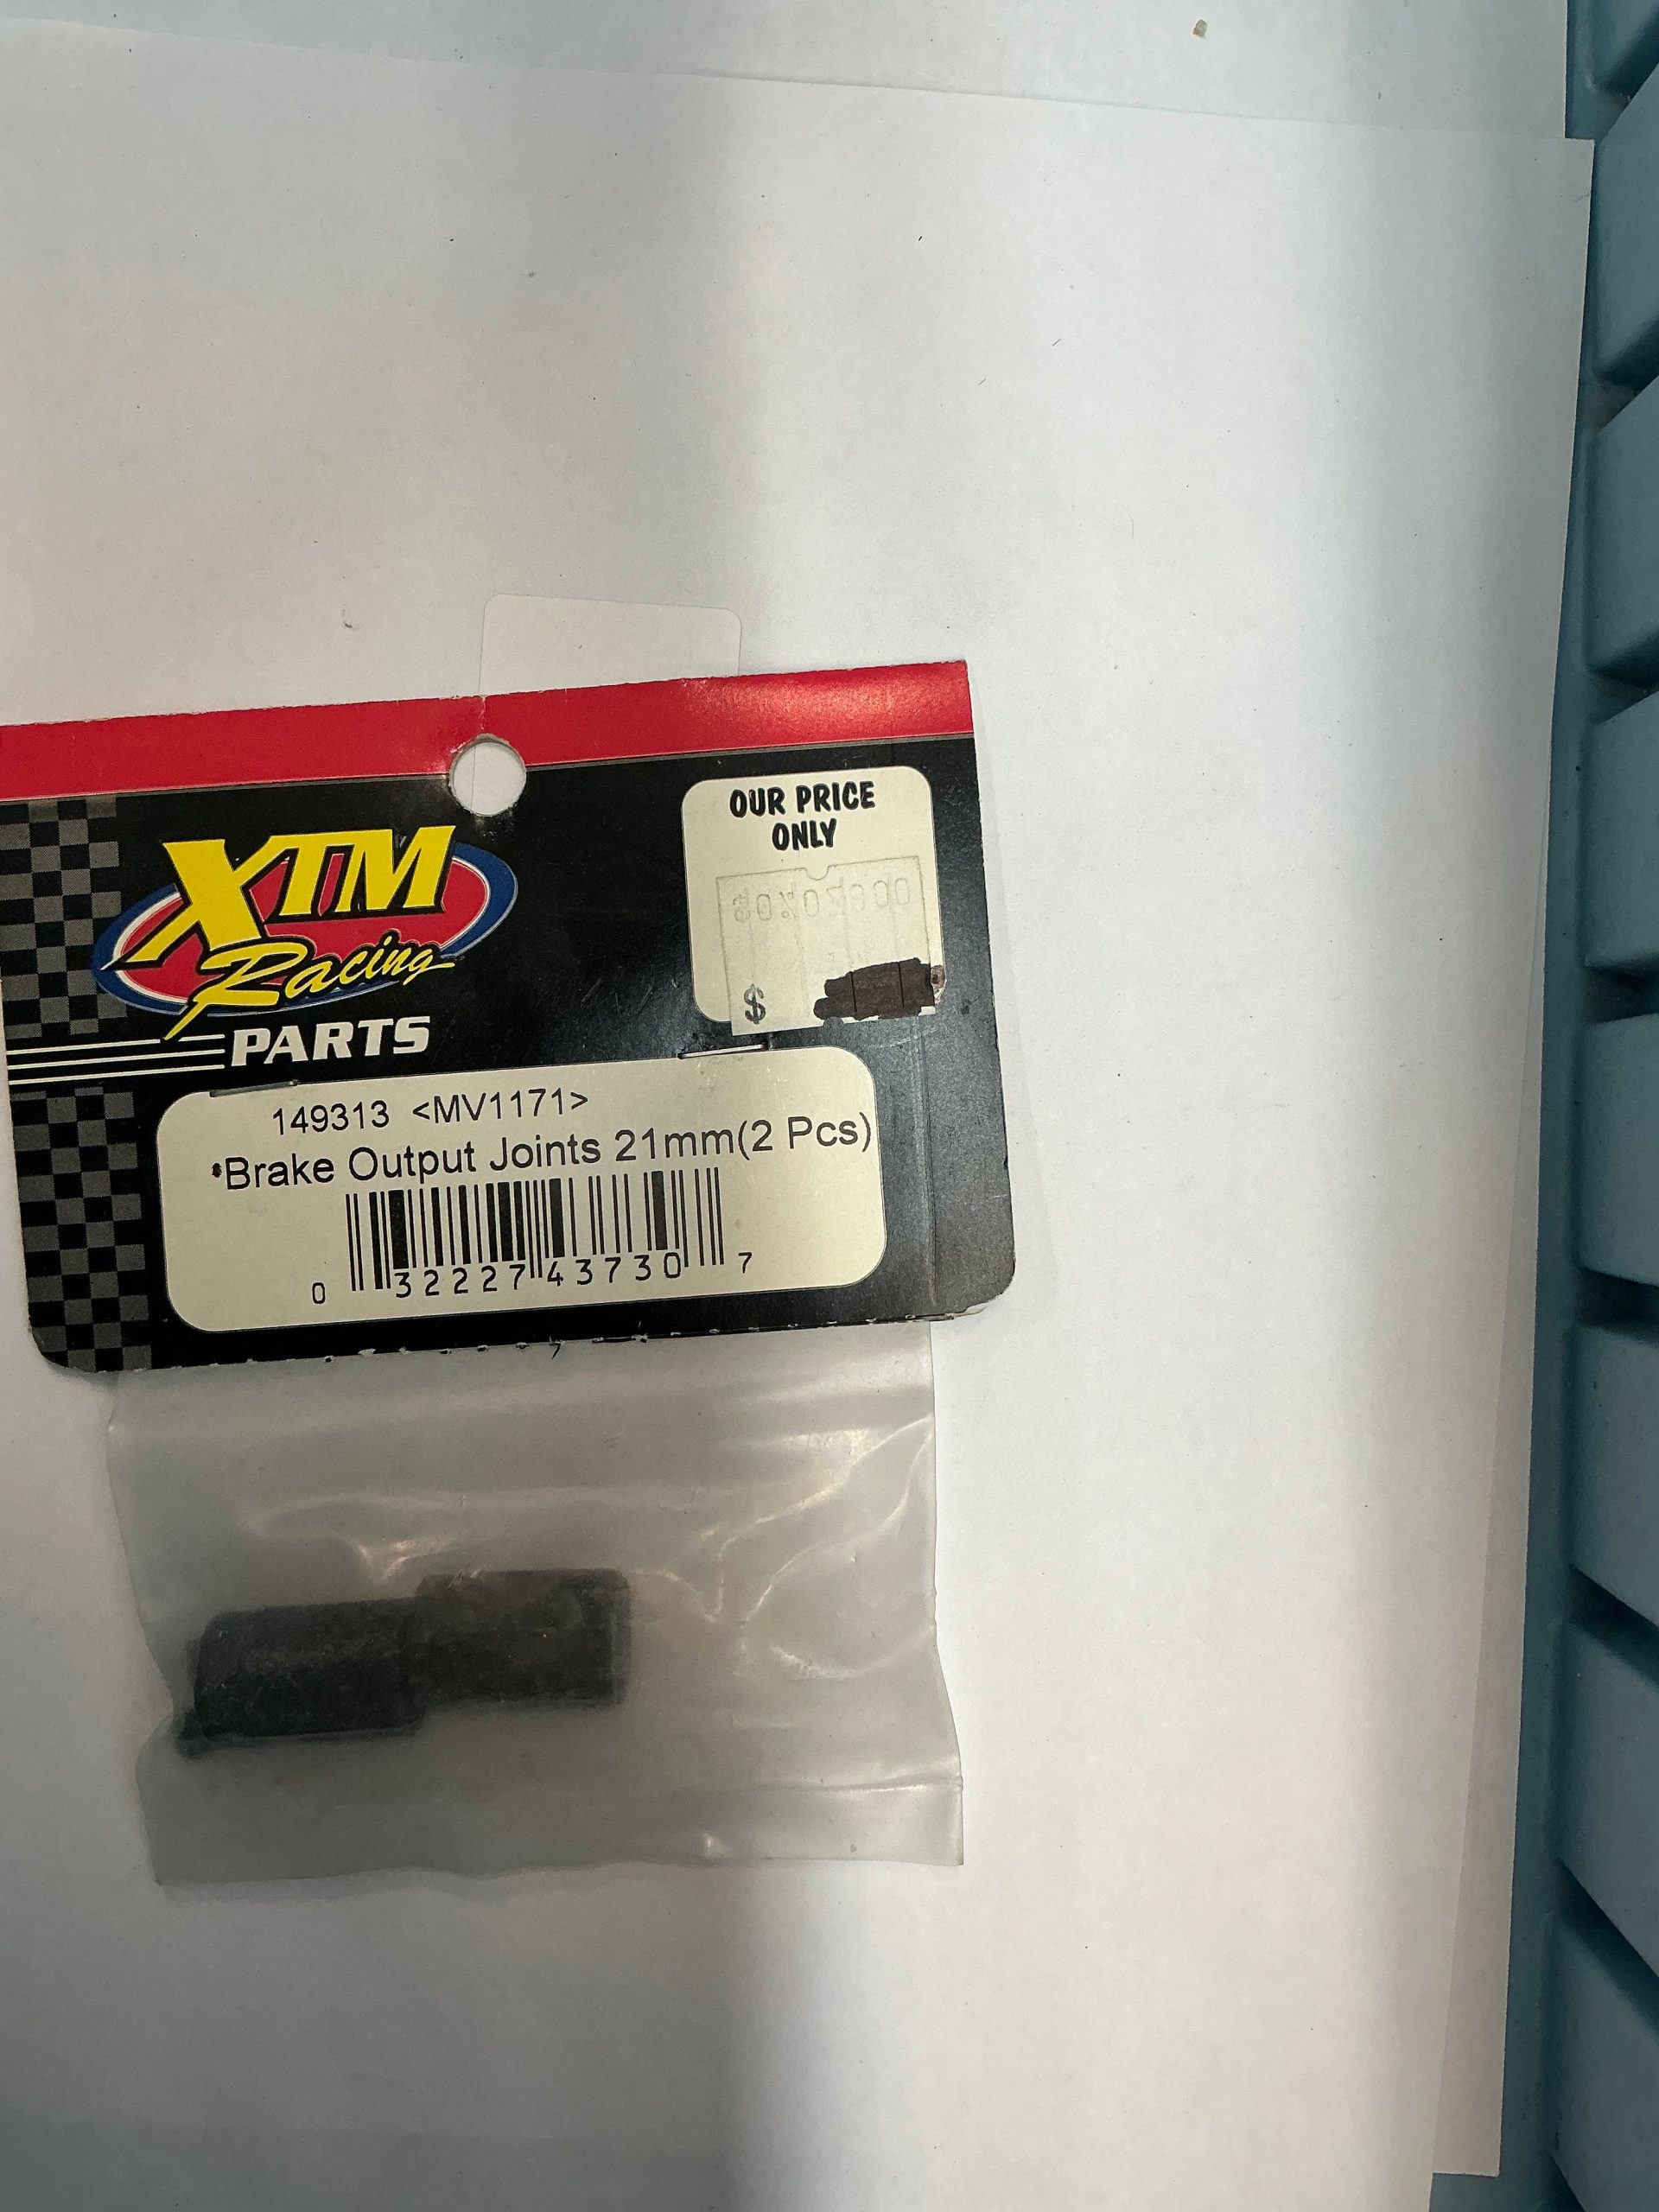 XTM
Racing
PARTS
OUR PRICE
ONLY
$
149313 <MV1171>
*Brake Output Joints 21mm(2 Pcs)
0 32227 43730 7